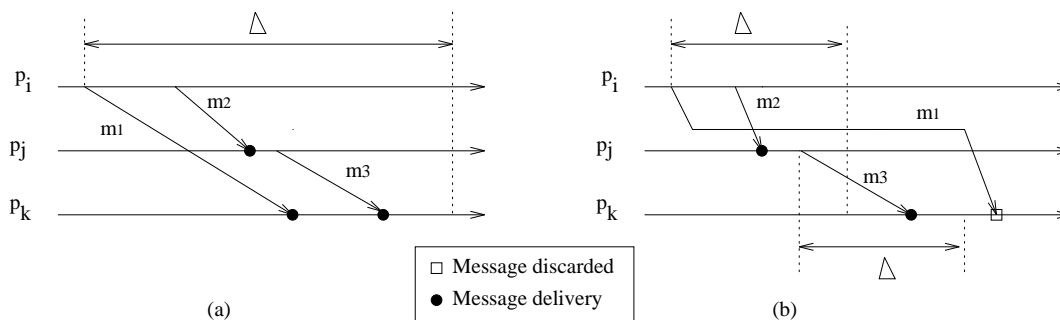 Δ
p_i
m1
m2
p_j
m3
p_k
(a)
Δ
p_i
m2
m1
p_j
m3
p_k
Δ
(b)
Message discarded
Message delivery